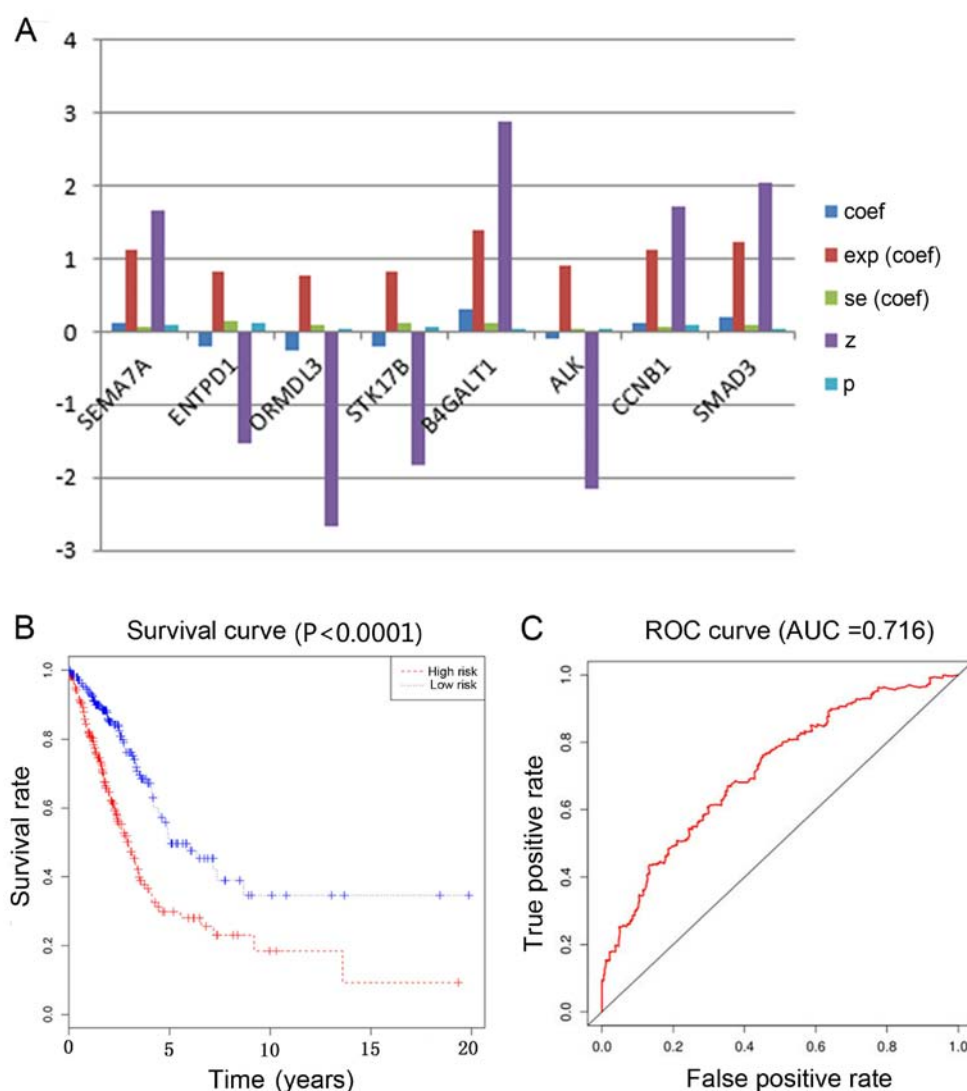 A
4
3
2
1
0
-1
-2
-3
SEMA7A
ENTPD1
ORMDL3
STK17B
B4GALT1
ALK
CCNB1
SMAD3
coef
exp (coef)
se (coef)
z
p
B
Survival curve (P<0.0001)
High risk
Low risk
Survival rate
1.0
0.8
0.6
0.4
0.2
0.0
0
5
10
15
20
Time (years)
C
ROC curve (AUC =0.716)
True positive rate
1.0
0.8
0.6
0.4
0.2
0.0
0.0
0.2
0.4
0.6
0.8
1.0
False positive rate